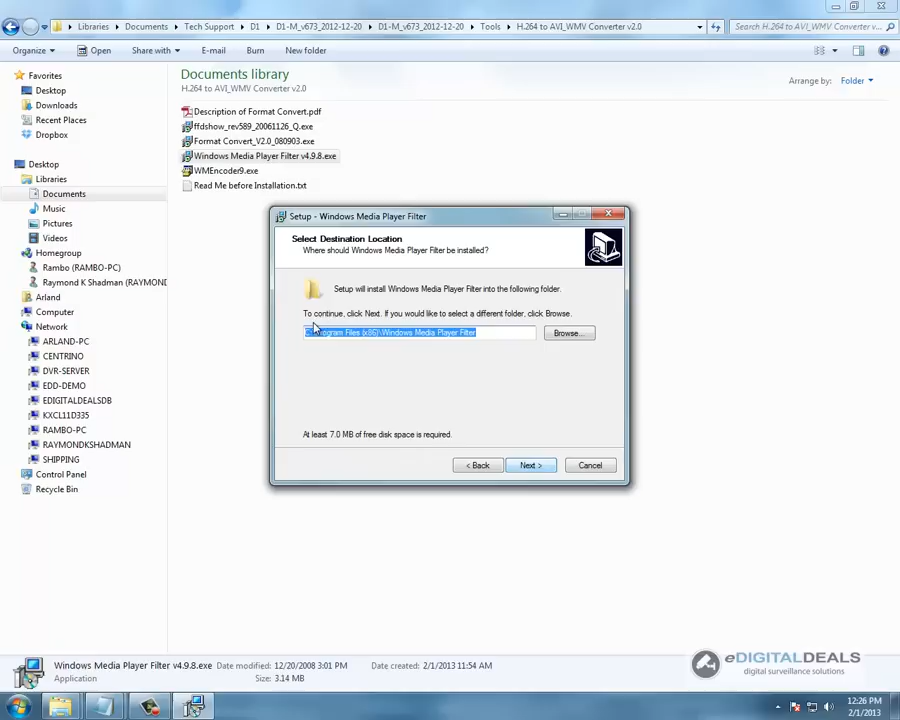 Libraries ▸ Documents ▸ Tech Support ▸ D1 ▸ D1-M_v673_2012-12-20 ▸ D1-M_v673_2012-12-20 ▸ Tools ▸ H.264 to AVI_WMV Converter v2.0
Search H.264 to AVI_WMV Converter v2...
Organize Open Share with E-mail Burn New folder
Favorites
Desktop
Downloads
Recent Places
Dropbox
Desktop
Libraries
Documents
Music
Pictures
Videos
Homegroup
Rambo (RAMBO-PC)
Raymond K Shadman (RAYMOND
Arland
Computer
Network
ARLAND-PC
CENTRINO
DVR-SERVER
EDD-DEMO
EDIGITALDEALSDB
KXCL11D335
RAMBO-PC
RAYMONDKSHADMAN
SHIPPING
Control Panel
Recycle Bin
Documents library
H.264 to AVI_WMV Converter v2.0
Arrange by: Folder
Description of Format Convert.pdf
ffdshow_rev589_20061126_Q.exe
Format Convert_V2.0_080903.exe
Windows Media Player Filter v4.9.8.exe
WMEncoder9.exe
Read Me before Installation.txt
Setup - Windows Media Player Filter
Select Destination Location
Where should Windows Media Player Filter be installed?
Setup will install Windows Media Player Filter into the following folder.
To continue, click Next. If you would like to select a different folder, click Browse.
Program Files (x86)\Windows Media Player Filter
Browse...
At least 7.0 MB of free disk space is required.
< Back Next > Cancel
Windows Media Player Filter v4.9.8.exe Date modified: 12/20/2008 3:01 PM Date created: 2/1/2013 11:54 AM
Application Size: 3.14 MB
eDIGITALDEALS
digital surveillance solutions
12:26 PM
2/1/2013